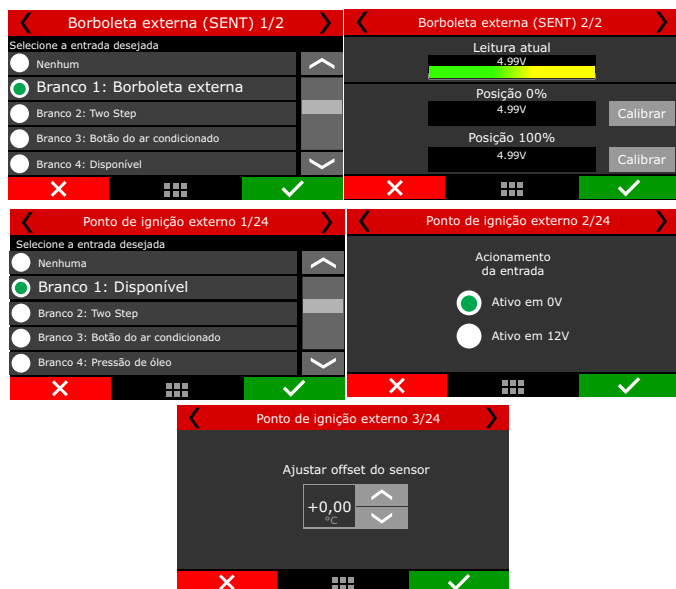 Borboleta externa (SENT) 1/2
Selecione a entrada desejada
Nenhum
Branco 1: Borboleta externa
Branco 2: Two Step
Branco 3: Botão do ar condicionado
Branco 4: Disponível
Borboleta externa (SENT) 2/2
Leitura atual
4.99V
Posição 0%
4.99V
Calibrar
Posição 100%
4.99V
Calibrar
Ponto de ignição externo 1/24
Selecione a entrada desejada
Nenhuma
Branco 1: Disponível
Branco 2: Two Step
Branco 3: Botão do ar condicionado
Branco 4: Pressão de óleo
Ponto de ignição externo 2/24
Acionamento
da entrada
Ativo em 0V
Ativo em 12V
Ponto de ignição externo 3/24
Ajustar offset do sensor
+0,00
°C